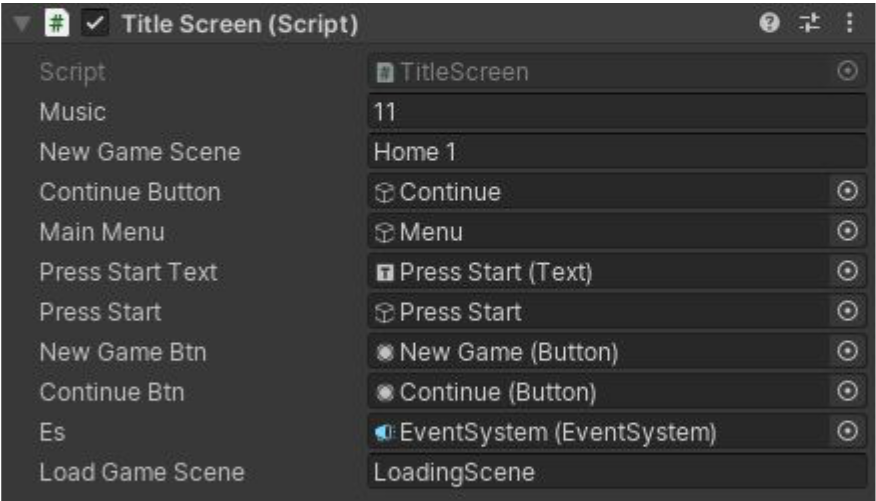 Title Screen (Script)
Script TitleScreen
Music 11
New Game Scene Home 1
Continue Button Continue
Main Menu Menu
Press Start Text Press Start (Text)
Press Start Press Start
New Game Btn New Game (Button)
Continue Btn Continue (Button)
Es EventSystem (EventSystem)
Load Game Scene LoadingScene